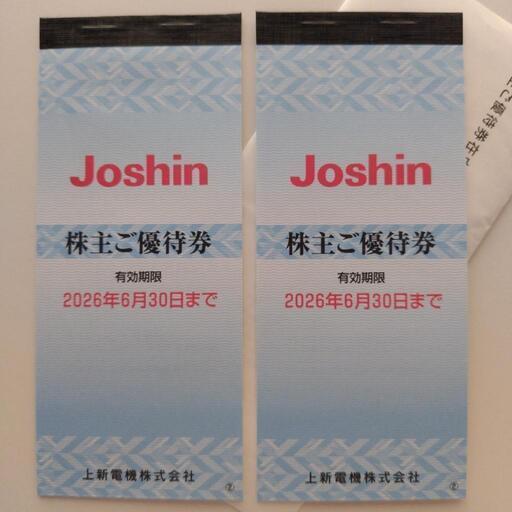 Joshin
株主ご優待券
有効期限
2026年6月30日まで
上新電機株式会社
②
Joshin
株主ご優待券
有効期限
2026年6月30日まで
上新電機株式会社
②